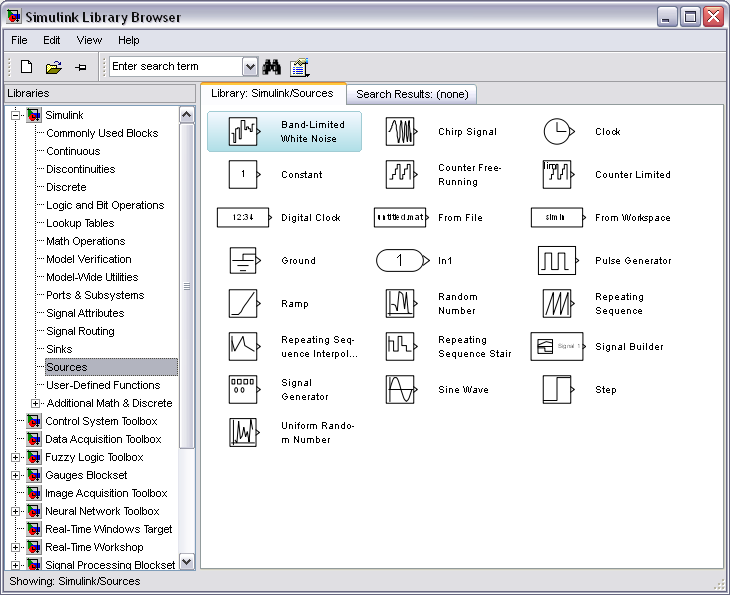 Simulink Library Browser
File Edit View Help
Enter search term
Libraries
Library: Simulink/Sources
Search Results: (none)
Simulink
Commonly Used Blocks
Continuous
Discontinuities
Discrete
Logic and Bit Operations
Lookup Tables
Math Operations
Model Verification
Model-Wide Utilities
Ports & Subsystems
Signal Attributes
Signal Routing
Sinks
Sources
User-Defined Functions
Additional Math & Discrete
Control System Toolbox
Data Acquisition Toolbox
Fuzzy Logic Toolbox
Gauges Blockset
Image Acquisition Toolbox
Neural Network Toolbox
Real-Time Windows Target
Real-Time Workshop
Signal Processing Blockset
Band-Limited
White Noise
Chirp Signal
Clock
1
Constant
Counter Free-
Running
lim
Counter Limited
12:34
Digital Clock
untitled.mat
From File
simin
From Workspace
Ground
1
In1
Pulse Generator
Ramp
Random
Number
Repeating
Sequence
Repeating Seq-
uence Interpol...
Repeating
Sequence Stair
Signal 1
Signal Builder
Signal
Generator
Sine Wave
Step
Uniform Rando-
m Number
Showing: Simulink/Sources